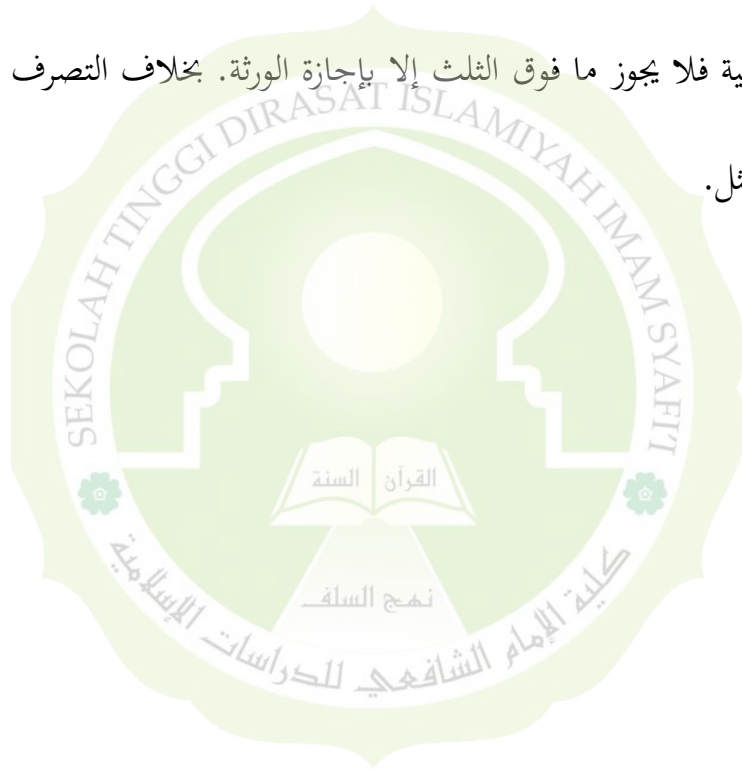 ية فلا يجوز ما فوق الثلث إلا بإجازة الورثة. بخلاف التصرف
ثل.
SEKOLAH TINGGI DIRASAT ISLAMIYAH IMAM SYAFI'I
القرآن السنة
نهج السلف
كلية الإمام الشافعي للدراسات الإسلامية